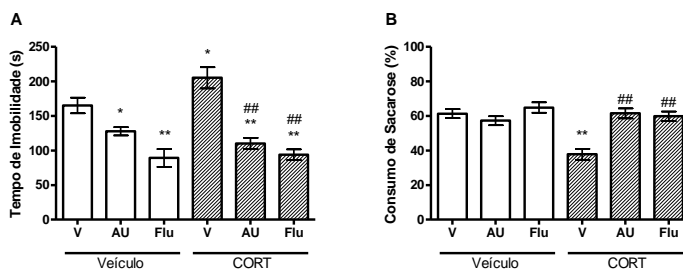 A
Tempo de Imobilidade (s)
250
200
150
100
50
0
*
**
*
##
**
##
**
V AU Flu V AU Flu
Veículo CORT
B
Consumo de Sacarose (%)
100
80
60
40
20
0
**
##
##
V AU Flu V AU Flu
Veículo CORT